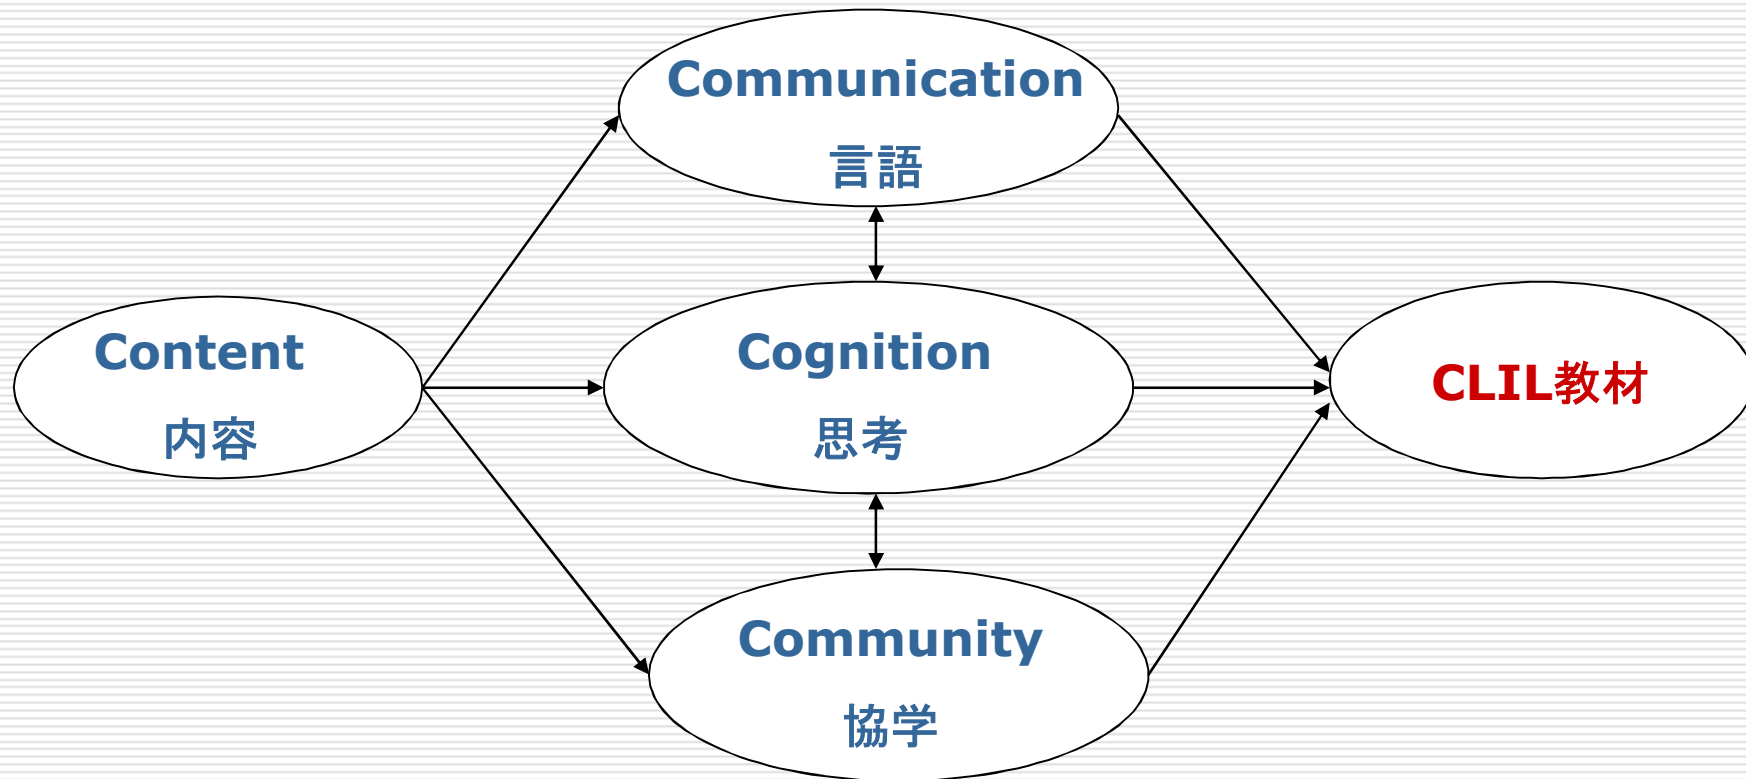 Communication
言語
Content
内容
Cognition
思考
CLIL教材
Community
協学